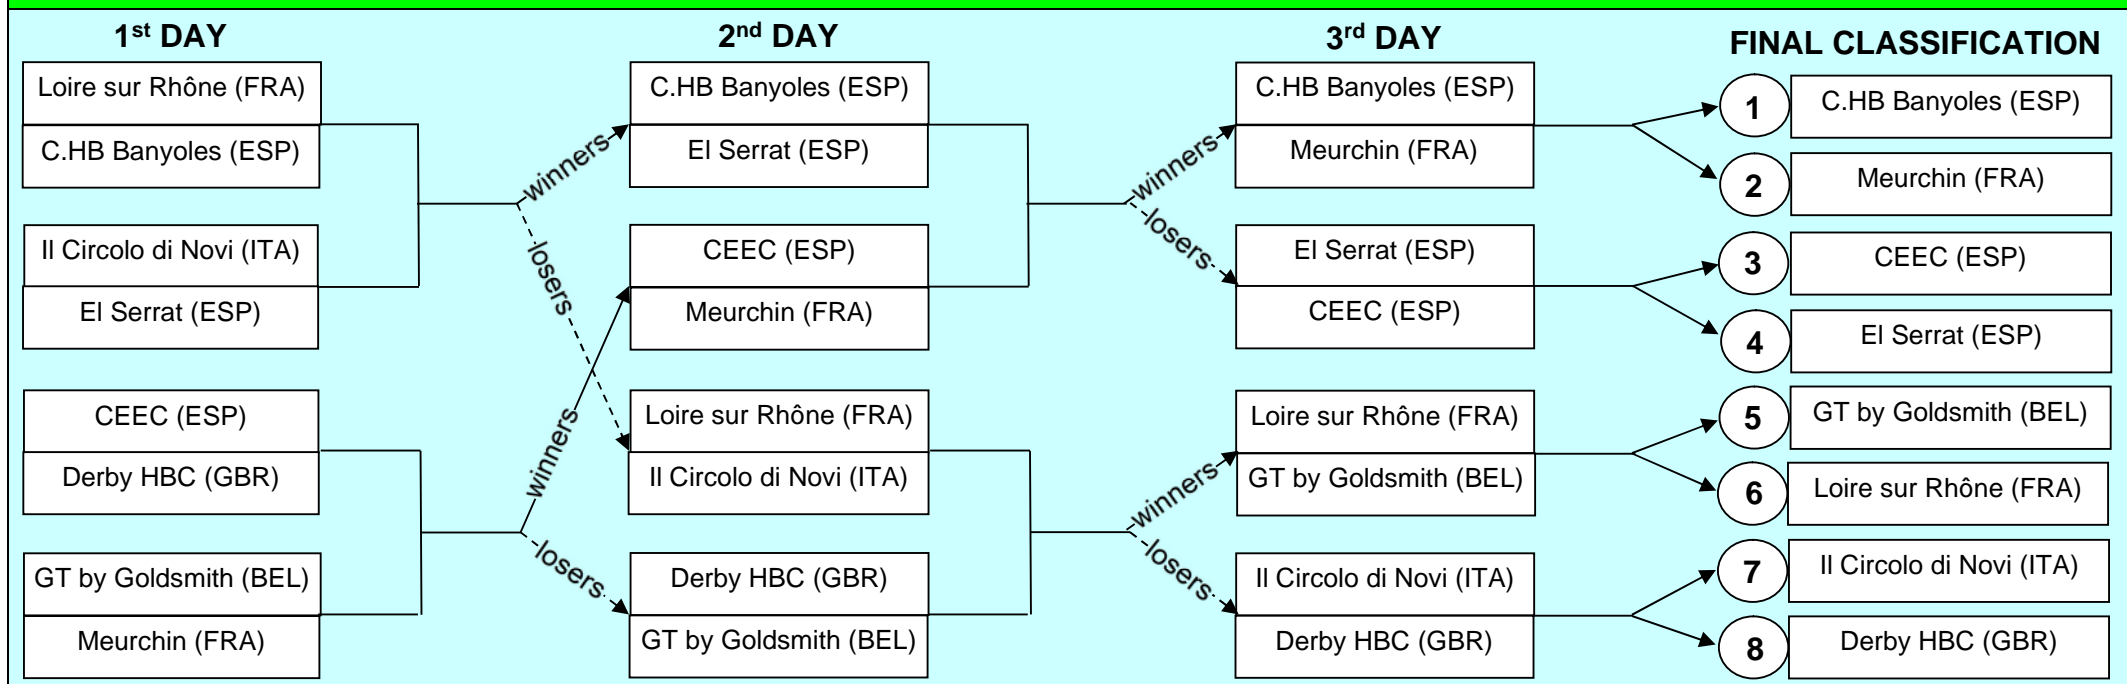 1st DAY
Loire sur Rhône (FRA)
C.HB Banyoles (ESP)
Il Circolo di Novi (ITA)
El Serrat (ESP)
CEEC (ESP)
Derby HBC (GBR)
GT by Goldsmith (BEL)
Meurchin (FRA)
winners
losers
winners
losers
2nd DAY
C.HB Banyoles (ESP)
El Serrat (ESP)
CEEC (ESP)
Meurchin (FRA)
Loire sur Rhône (FRA)
Il Circolo di Novi (ITA)
Derby HBC (GBR)
GT by Goldsmith (BEL)
winners
losers
winners
losers
3rd DAY
C.HB Banyoles (ESP)
Meurchin (FRA)
El Serrat (ESP)
CEEC (ESP)
Loire sur Rhône (FRA)
GT by Goldsmith (BEL)
Il Circolo di Novi (ITA)
Derby HBC (GBR)
FINAL CLASSIFICATION
1 C.HB Banyoles (ESP)
2 Meurchin (FRA)
3 CEEC (ESP)
4 El Serrat (ESP)
5 GT by Goldsmith (BEL)
6 Loire sur Rhône (FRA)
7 Il Circolo di Novi (ITA)
8 Derby HBC (GBR)